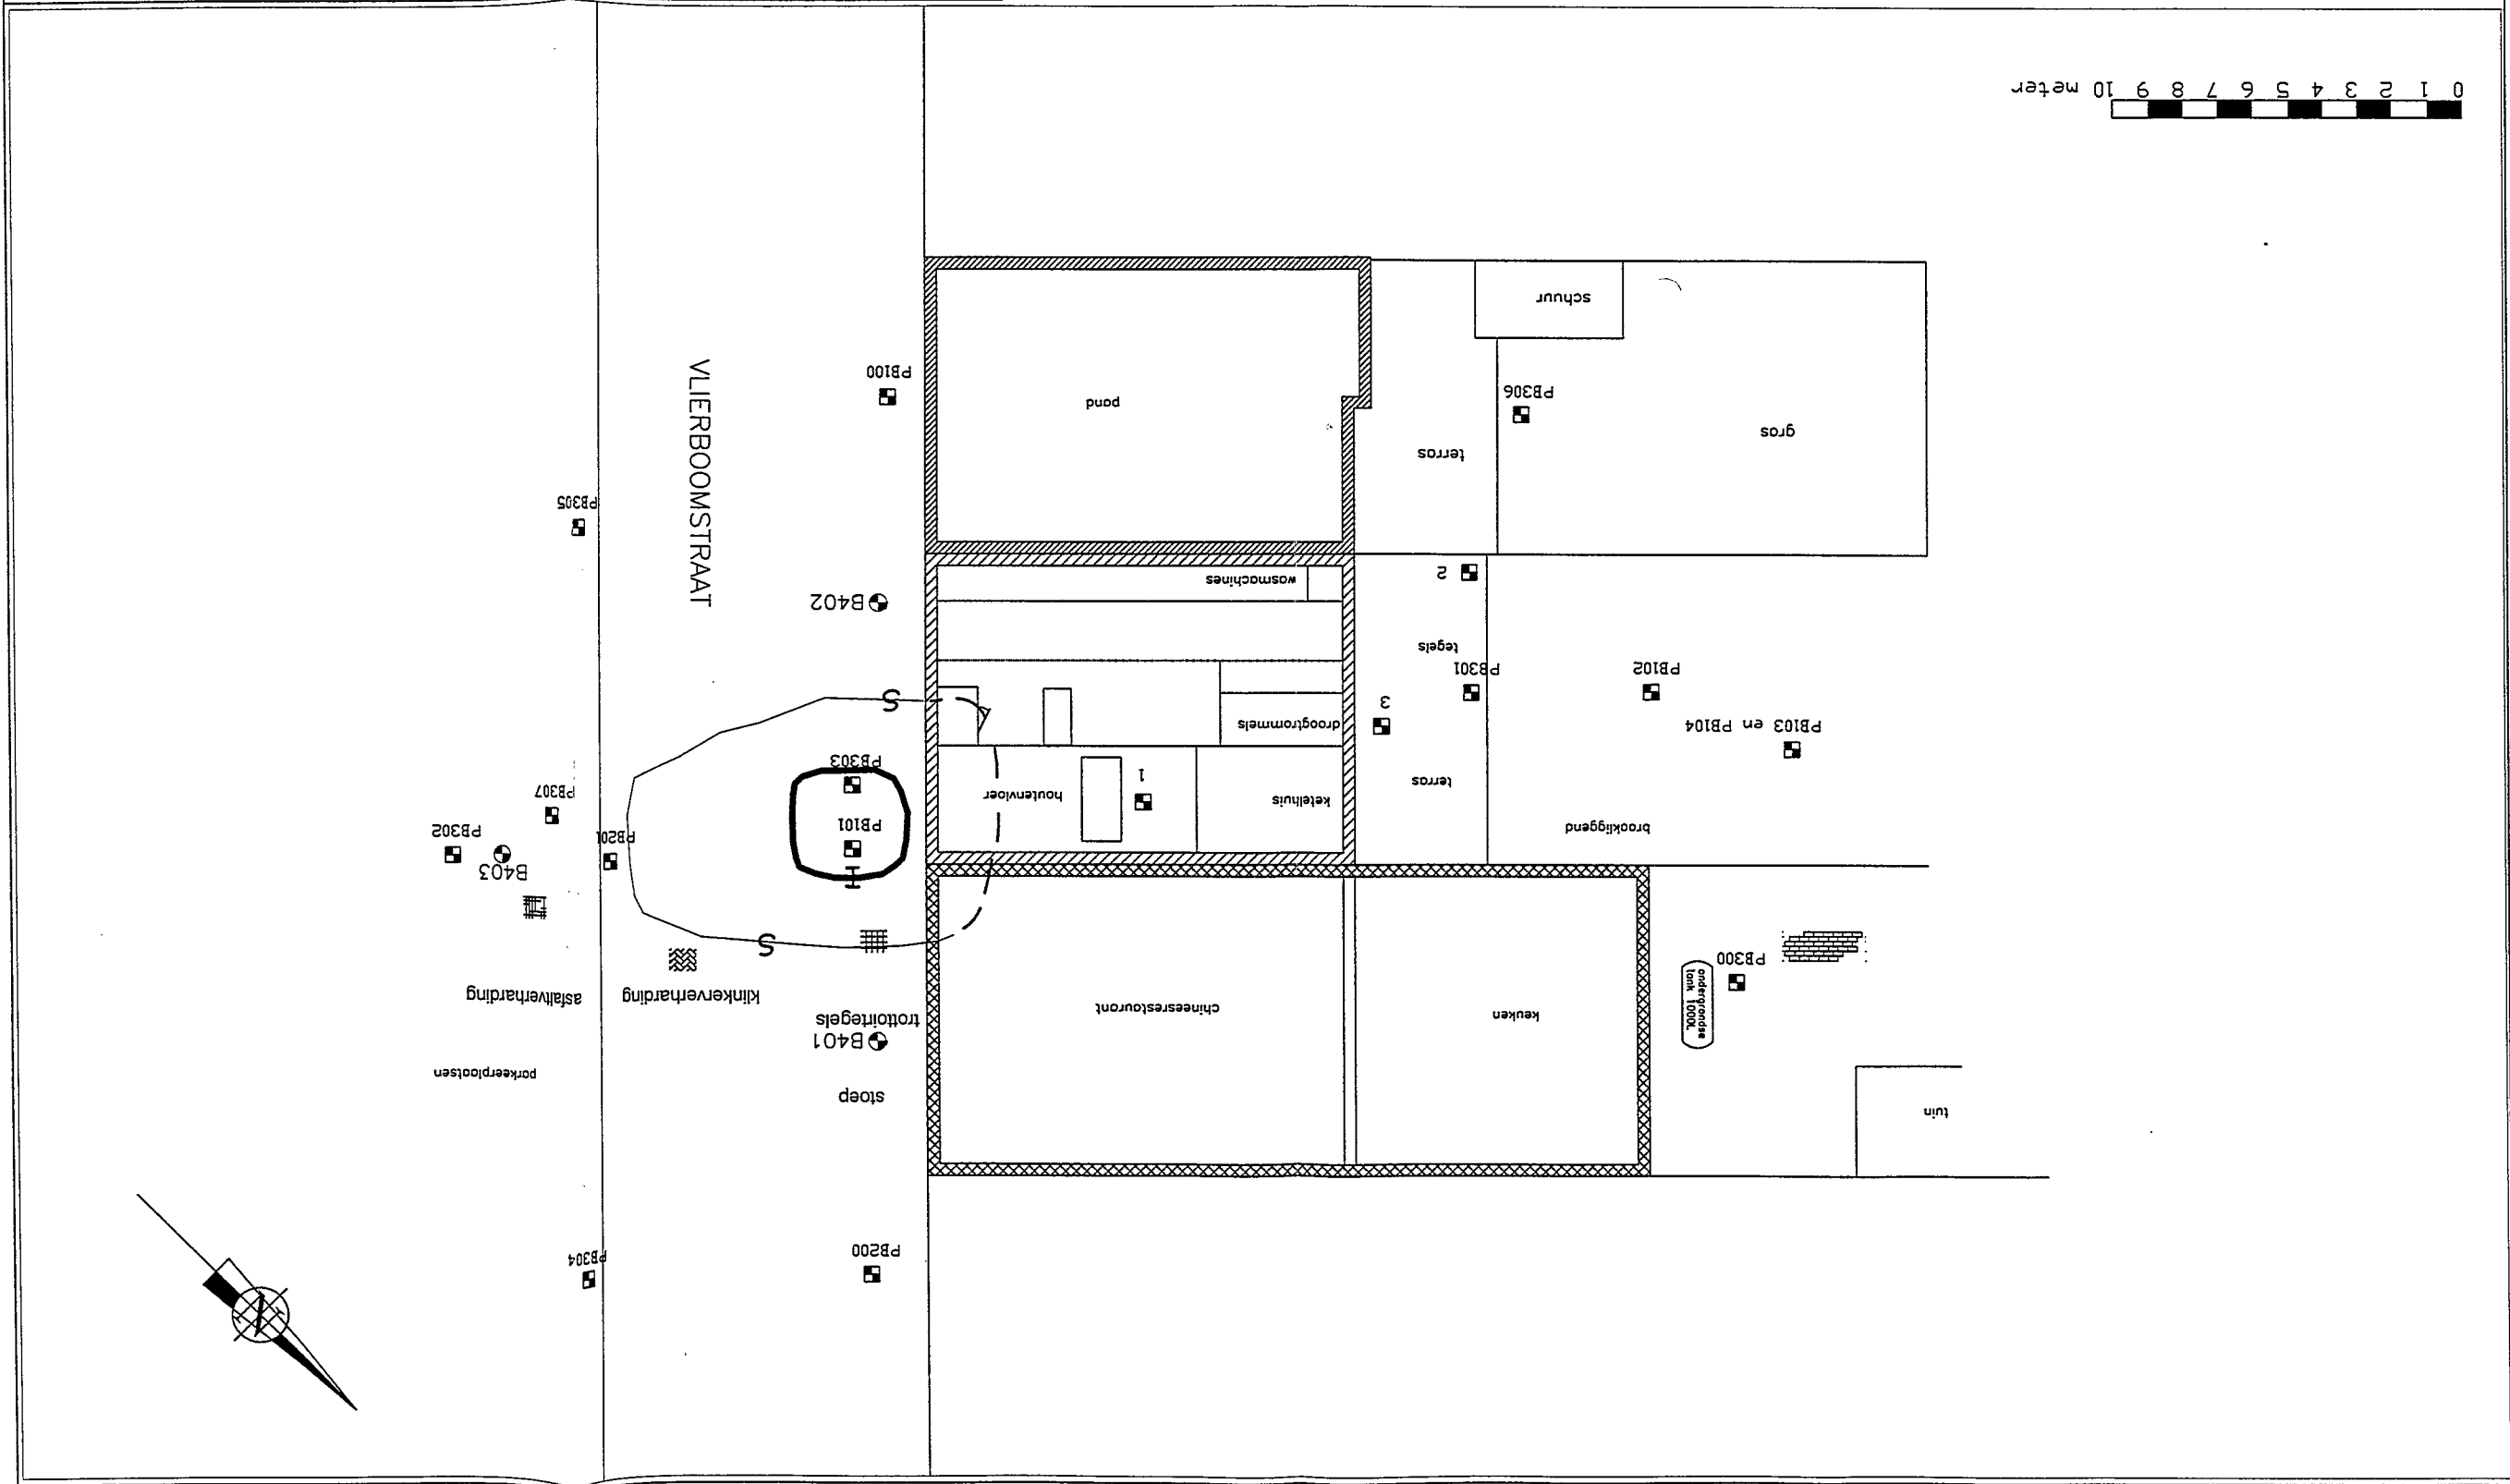 tuin
PB300
ondergrondse
tank 10000L
keuken
chineesrestaurant
PB200
PB304
stoep
B401
trottoirtegels
klinkerverharding
asfaltverharding
parkeerplaatsen
S
S
I
PB101
PB303
PB201
B403
PB302
PB307
braakliggend
PB103 en PB104
PB102
PB301
tegels
terras
3
2
ketelhuis
1
houtenvloer
droogtrommels
wasmachines
B402
VLIERBOOMSTRAAT
PB305
PB100
pand
terras
gras
PB306
schuur
0 1 2 3 4 5 6 7 8 9 10 meter